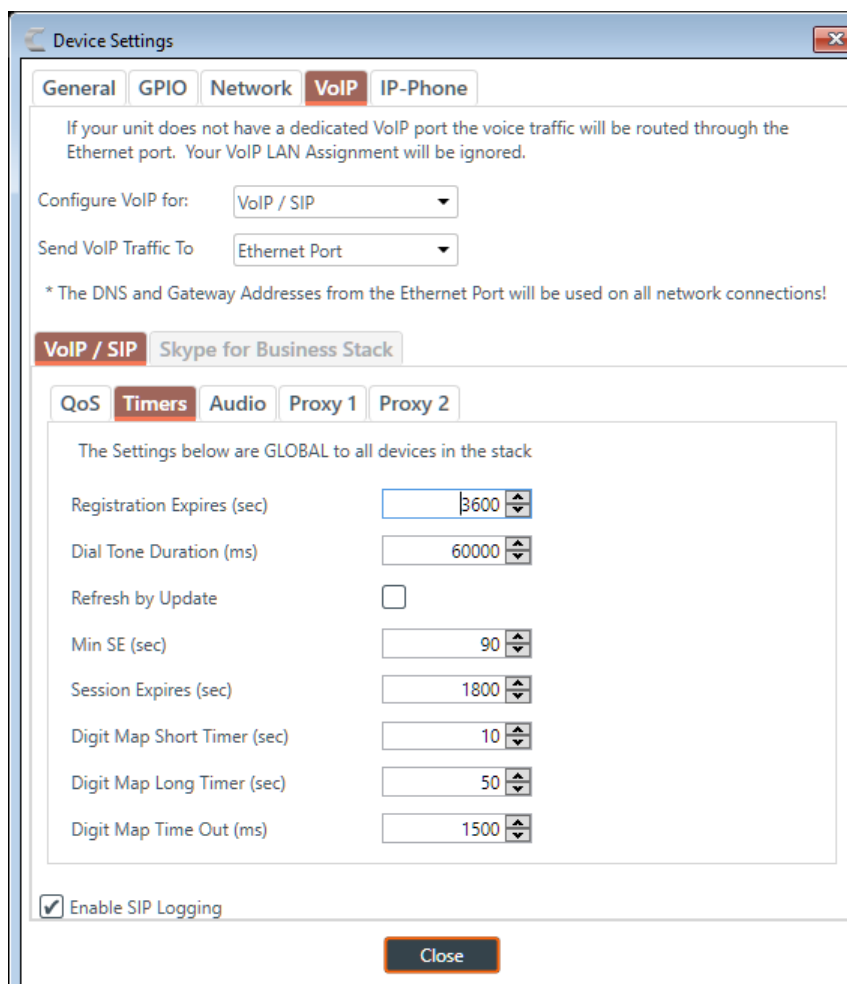 Device Settings
General GPIO Network VoIP IP-Phone
If your unit does not have a dedicated VoIP port the voice traffic will be routed through the
Ethernet port.  Your VoIP LAN Assignment will be ignored.
Configure VoIP for: VoIP / SIP
Send VoIP Traffic To Ethernet Port
* The DNS and Gateway Addresses from the Ethernet Port will be used on all network connections!
VoIP / SIP Skype for Business Stack
QoS Timers Audio Proxy 1 Proxy 2
The Settings below are GLOBAL to all devices in the stack
Registration Expires (sec) 3600
Dial Tone Duration (ms) 60000
Refresh by Update
Min SE (sec) 90
Session Expires (sec) 1800
Digit Map Short Timer (sec) 10
Digit Map Long Timer (sec) 50
Digit Map Time Out (ms) 1500
Enable SIP Logging
Close